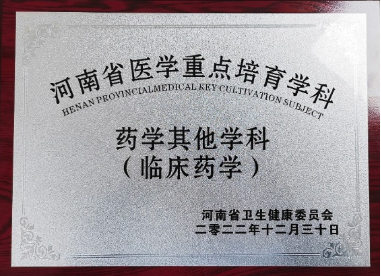 河南省医学重点培育学科
HENAN PROVINCIALMEDICAL KEY CULTIVATION SUBJECT
药学其他学科
（临床药学）
河南省卫生健康委员会
二零二二年十二月三十日